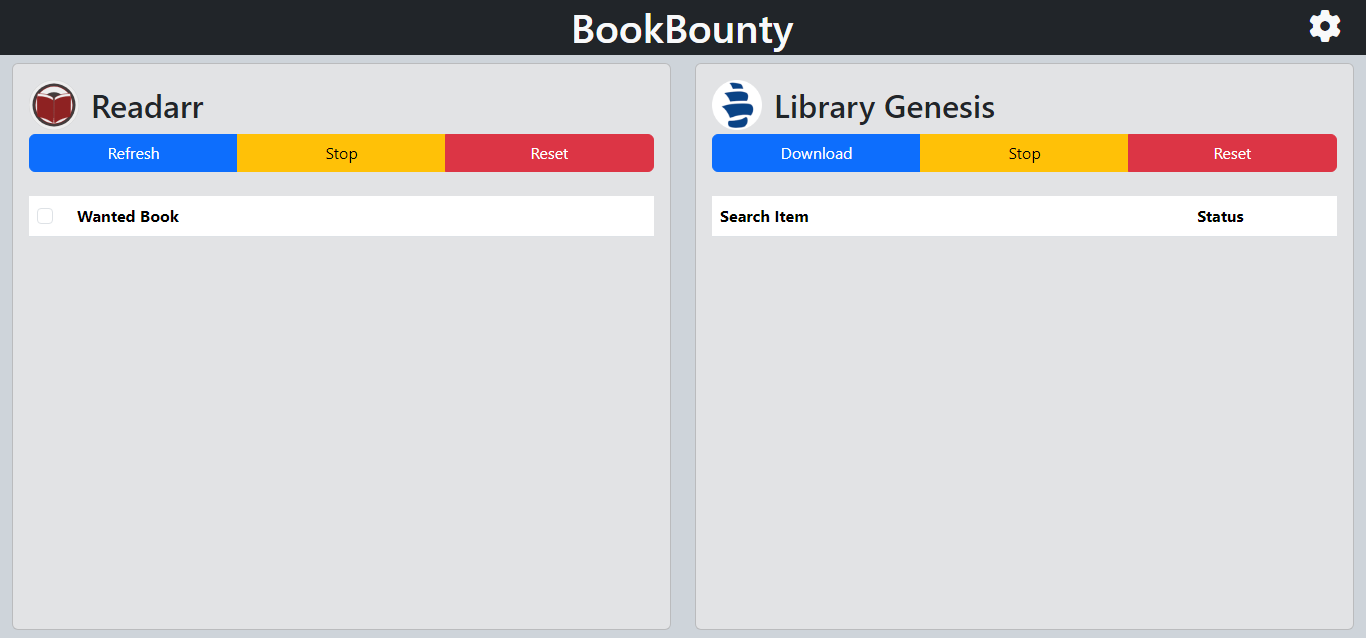 BookBounty
Readarr
Refresh Stop Reset
Wanted Book
Library Genesis
Download Stop Reset
Search Item Status